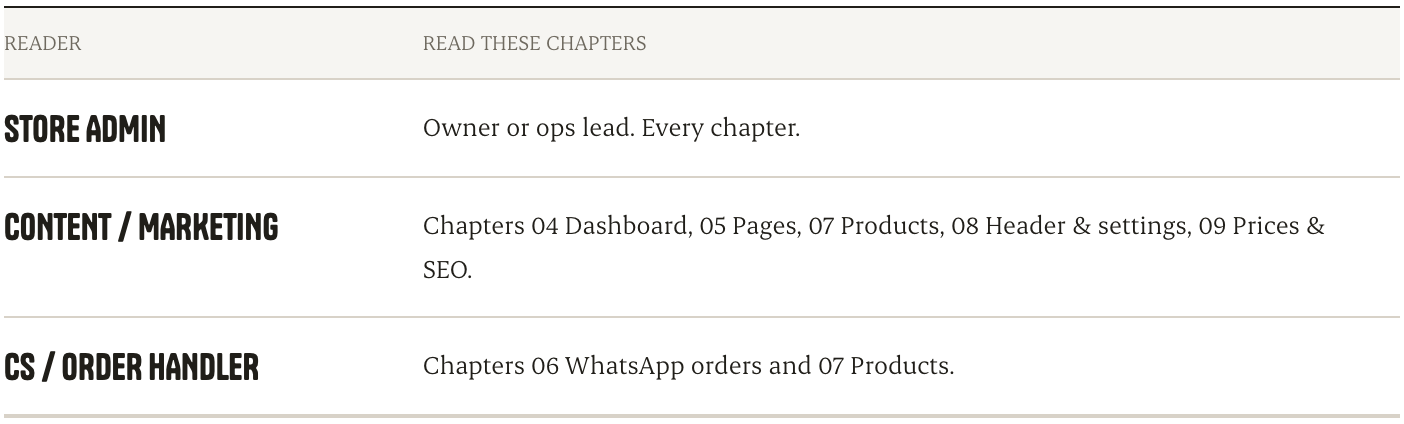 READER READ THESE CHAPTERS
STORE ADMIN Owner or ops lead. Every chapter.
CONTENT / MARKETING Chapters 04 Dashboard, 05 Pages, 07 Products, 08 Header & settings, 09 Prices &
SEO.
CS / ORDER HANDLER Chapters 06 WhatsApp orders and 07 Products.